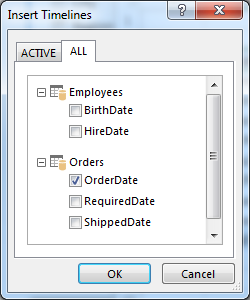 Insert Timelines
ACTIVE ALL
Employees
BirthDate
HireDate
Orders
OrderDate
RequiredDate
ShippedDate
OK Cancel